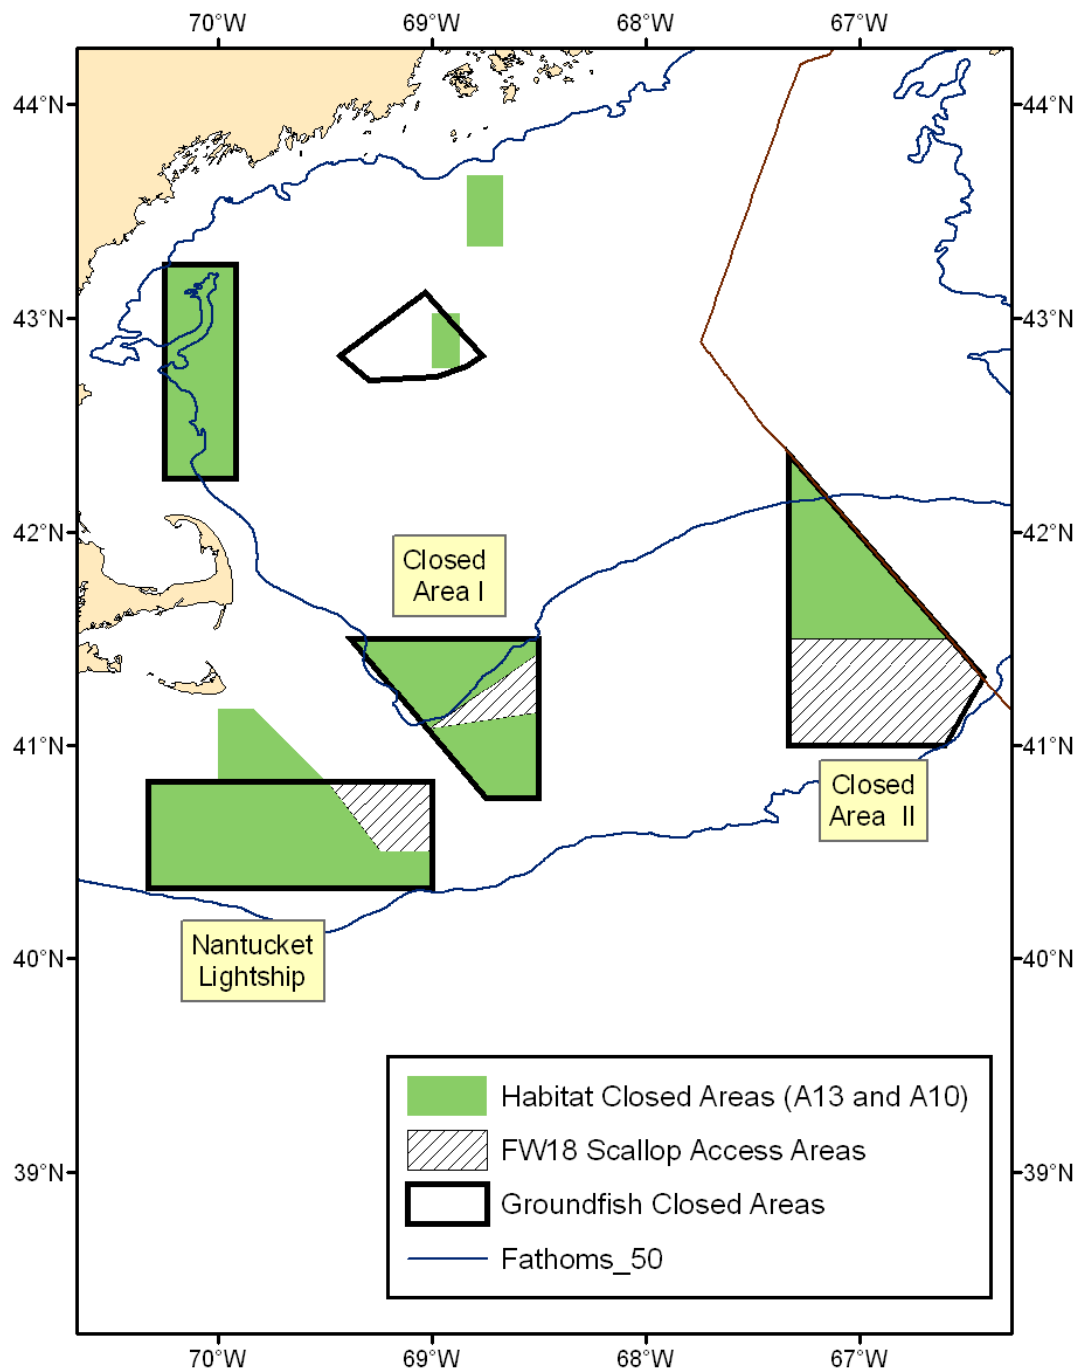 70°W 69°W 68°W 67°W
44°N 44°N
43°N 43°N
42°N 42°N
Closed
Area I
41°N 41°N
Closed
Area II
Nantucket
Lightship
40°N 40°N
Habitat Closed Areas (A13 and A10)
FW18 Scallop Access Areas
39°N 39°N
Groundfish Closed Areas
Fathoms_50
70°W 69°W 68°W 67°W